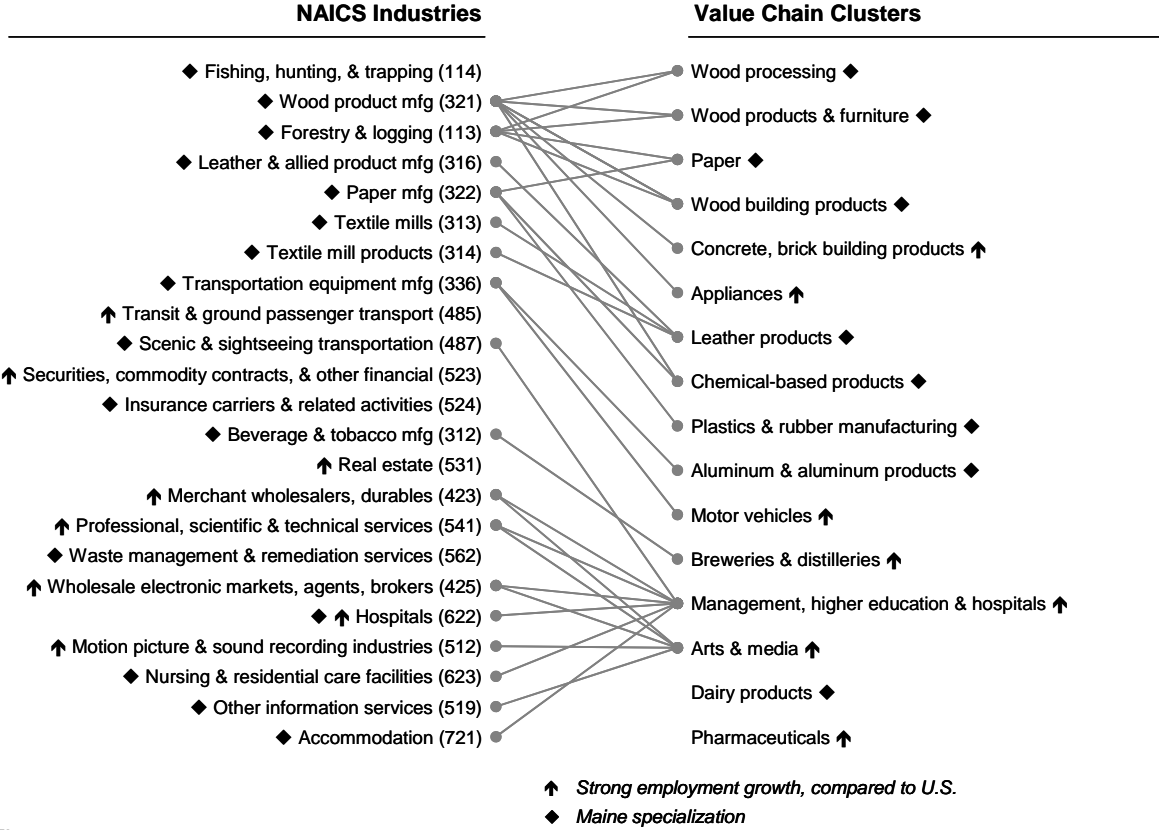 NAICS Industries
Value Chain Clusters
◆ Fishing, hunting, & trapping (114)
◆ Wood product mfg (321)
◆ Forestry & logging (113)
◆ Leather & allied product mfg (316)
◆ Paper mfg (322)
◆ Textile mills (313)
◆ Textile mill products (314)
◆ Transportation equipment mfg (336)
↑ Transit & ground passenger transport (485)
◆ Scenic & sightseeing transportation (487)
↑ Securities, commodity contracts, & other financial (523)
◆ Insurance carriers & related activities (524)
◆ Beverage & tobacco mfg (312)
↑ Real estate (531)
↑ Merchant wholesalers, durables (423)
↑ Professional, scientific & technical services (541)
◆ Waste management & remediation services (562)
↑ Wholesale electronic markets, agents, brokers (425)
◆ ↑ Hospitals (622)
↑ Motion picture & sound recording industries (512)
◆ Nursing & residential care facilities (623)
◆ Other information services (519)
◆ Accommodation (721)
Wood processing ◆
Wood products & furniture ◆
Paper ◆
Wood building products ◆
Concrete, brick building products ↑
Appliances ↑
Leather products ◆
Chemical-based products ◆
Plastics & rubber manufacturing ◆
Aluminum & aluminum products ◆
Motor vehicles ↑
Breweries & distilleries ↑
Management, higher education & hospitals ↑
Arts & media ↑
Dairy products ◆
Pharmaceuticals ↑
↑ Strong employment growth, compared to U.S.
◆ Maine specialization